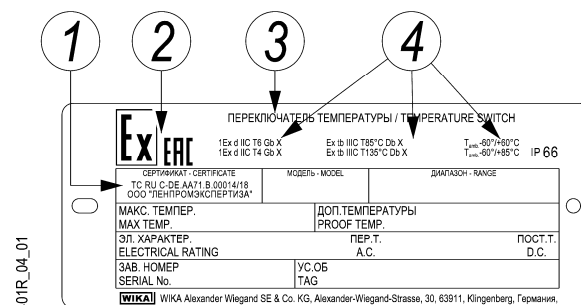 1 2 3 4
ПЕРЕКЛЮЧАТЕЛЬ ТЕМПЕРАТУРЫ / TEMPERATURE SWITCH
Ex EAC
1Ex d IIC T6 Gb X Ex tb IIIC T85°C Db X Tamb.-60°/+60°C
1Ex d IIC T4 Gb X Ex tb IIIC T135°C Db X Tamb.-60°/+85°C IP 66
СЕРТИФИКАТ - CERTIFICATE МОДЕЛЬ - MODEL ДИАПАЗОН - RANGE
TC RU C-DE.AA71.B.00014/18
ООО "ЛЕНПРОМЭКСПЕРТИЗА"
МАКС. ТЕМПЕР. ДОП.ТЕМПЕРАТУРЫ
MAX TEMP. PROOF TEMP.
ЭЛ. ХАРАКТЕР. ПЕР.Т. ПОСТ.Т.
ELECTRICAL RATING A.C. D.C.
ЗАВ. НОМЕР УС.ОБ
SERIAL No. TAG
WIKA WIKA Alexander Wiegand SE & Co. KG, Alexander-Wiegand-Strasse, 30, 63911, Klingenberg, Германия,
01R_04_01